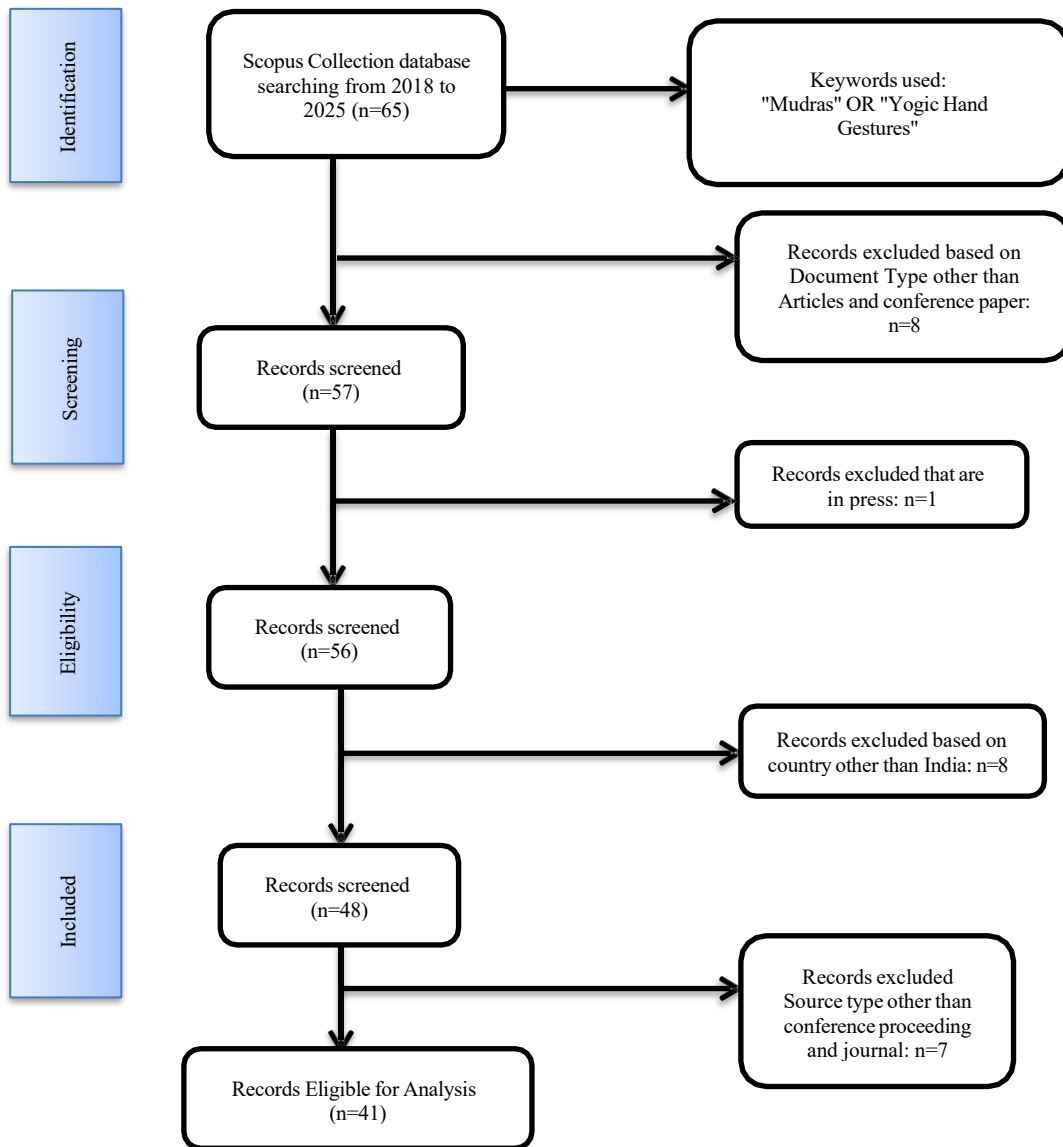 Identification
Scopus Collection database
searching from 2018 to
2025 (n=65)
Keywords used:
"Mudras" OR "Yogic Hand
Gestures"
Records excluded based on
Document Type other than
Articles and conference paper:
n=8
Screening
Records screened
(n=57)
Records excluded that are
in press: n=1
Eligibility
Records screened
(n=56)
Records excluded based on
country other than India: n=8
Included
Records screened
(n=48)
Records excluded
Source type other than
conference proceeding
and journal: n=7
Records Eligible for Analysis
(n=41)